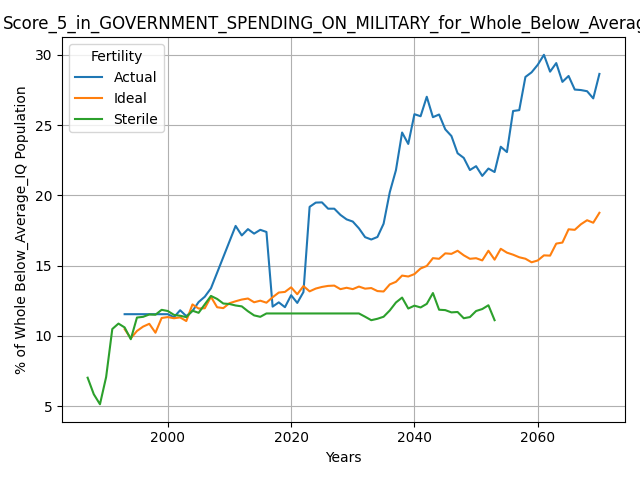 Score_5_in_GOVERNMENT_SPENDING_ON_MILITARY_for_Whole_Below_Averag
% of Whole Below_Average_IQ Population
30
25
20
15
10
5
Fertility
Actual
Ideal
Sterile
2000
2020
2040
2060
Years